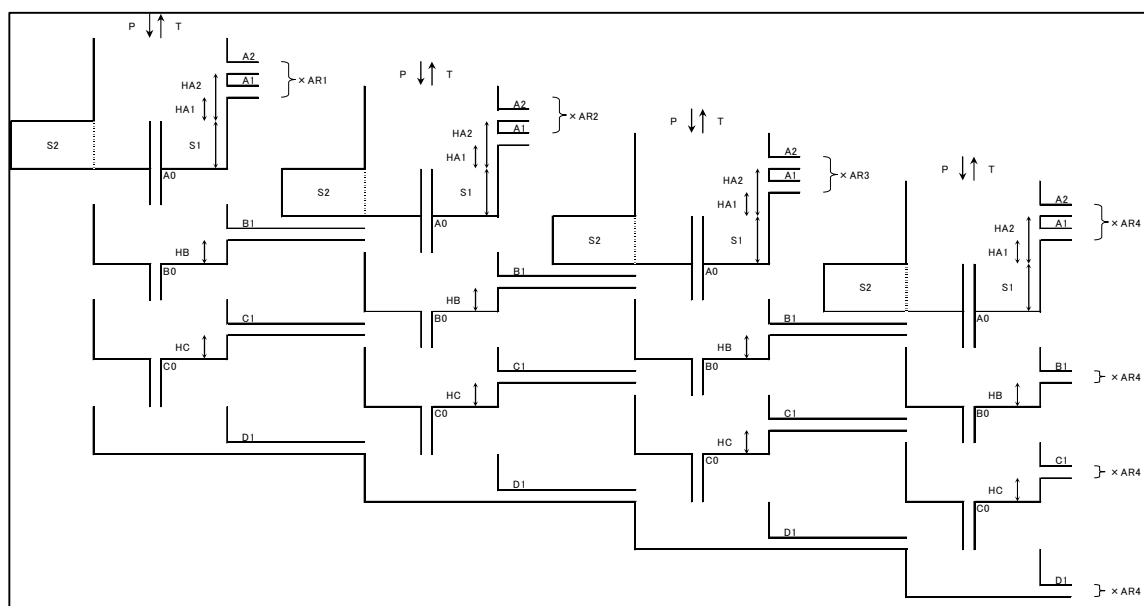 P T
A2
HA2 A1 × AR1
HA1
S2 S1
A0
B1
HB
B0
C1
HC
C0
D1
P T
A2
HA2 A1 × AR2
HA1
S2 S1
A0
B1
HB
B0
C1
HC
C0
D1
P T
A2
HA2 A1 × AR3
HA1
S2 S1
A0
B1
HB
B0
C1
HC
C0
D1
P T
A2
HA2 A1 × AR4
HA1
S2 S1
A0
B1 × AR4
HB
B0
C1 × AR4
HC
C0
D1 × AR4